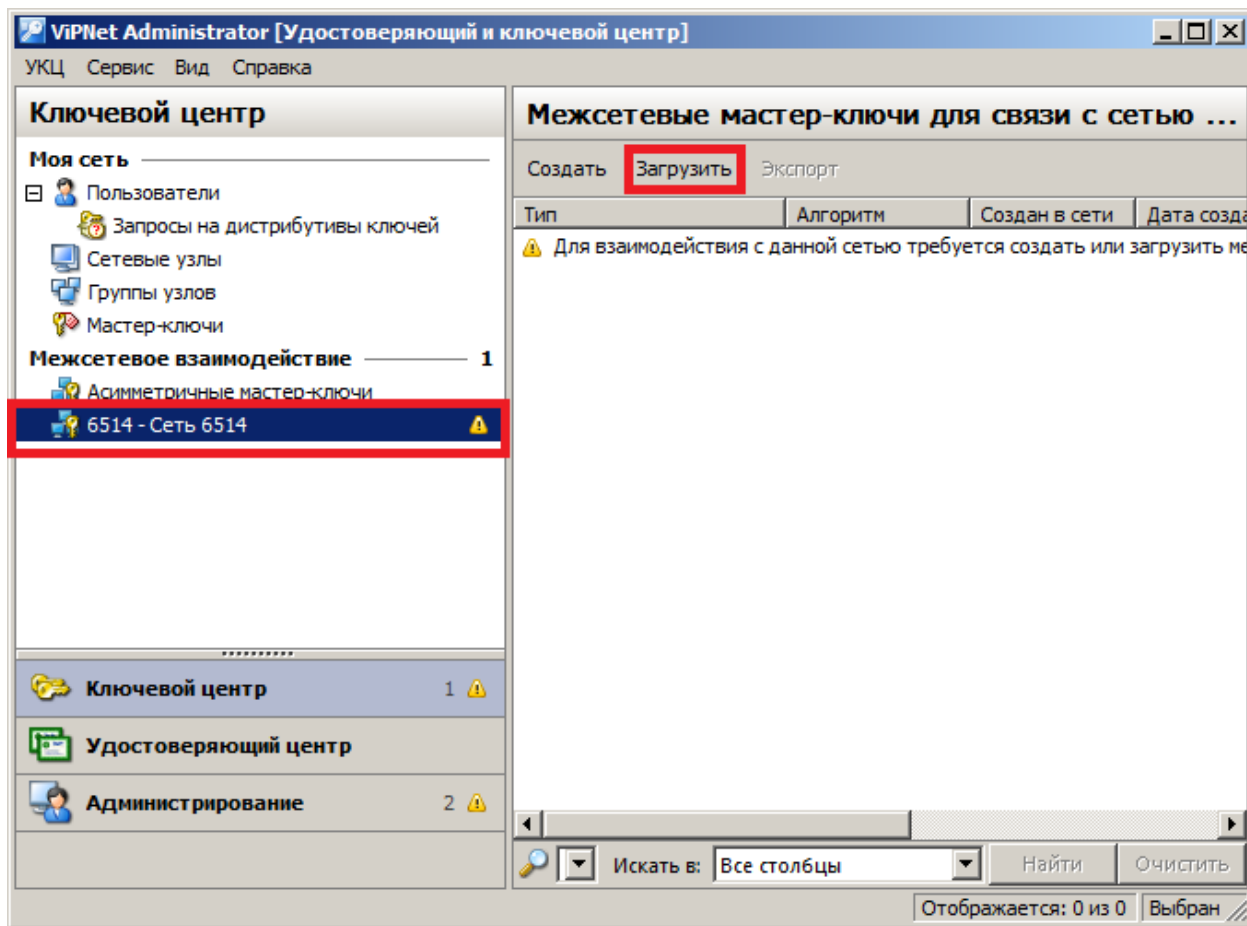 ViPNet Administrator [Удостоверяющий и ключевой центр]
УКЦ Сервис Вид Справка
Ключевой центр
Моя сеть
Пользователи
Запросы на дистрибутивы ключей
Сетевые узлы
Группы узлов
Мастер-ключи
Межсетевое взаимодействие 1
Асимметричные мастер-ключи
6514 - Сеть 6514
Ключевой центр 1
Удостоверяющий центр
Администрирование 2
Межсетевые мастер-ключи для связи с сетью ...
Создать Загрузить Экспорт
Тип Алгоритм Создан в сети Дата созда
Для взаимодействия с данной сетью требуется создать или загрузить ме
Искать в: Все столбцы Найти Очистить
Отображается: 0 из 0 Выбран